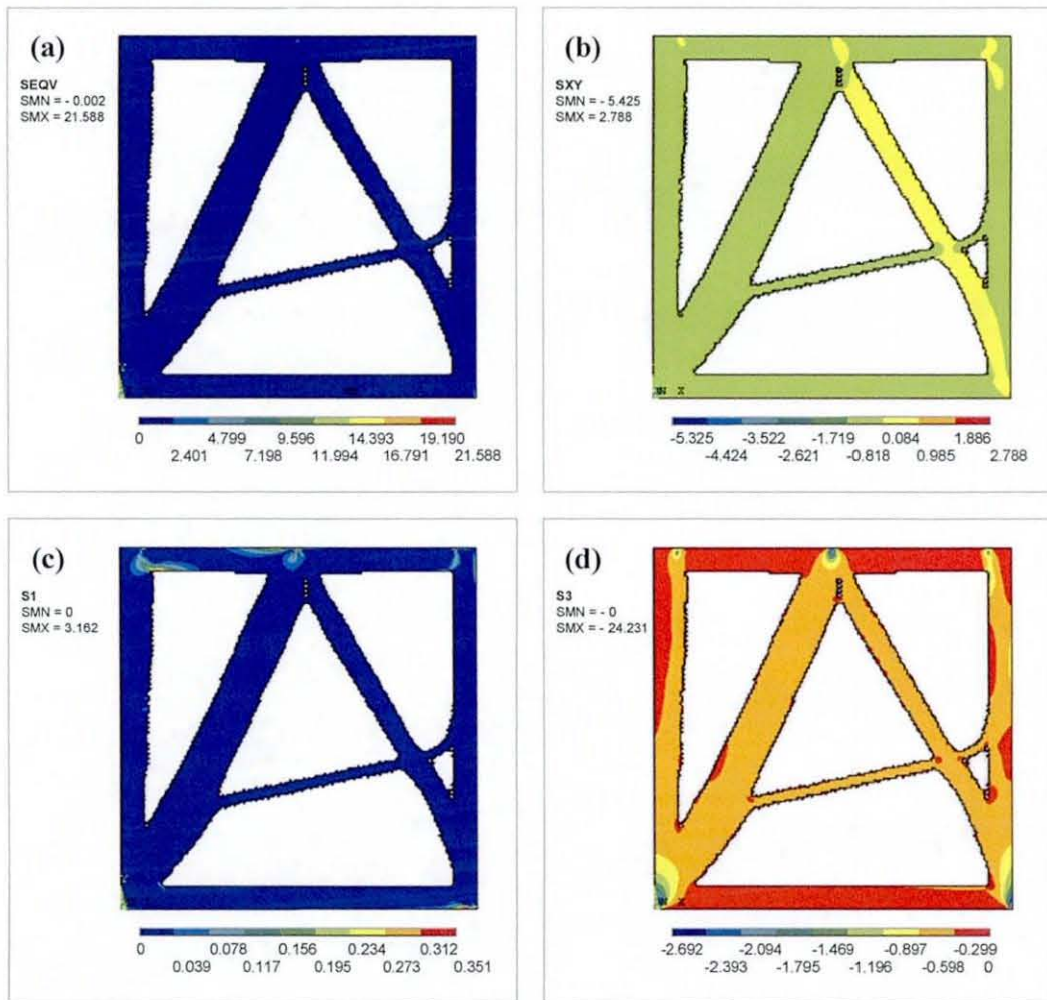 (a)
SEQV
SMN = - 0.002
SMX = 21.588
0 4.799 9.596 14.393 19.190
2.401 7.198 11.994 16.791 21.588
(b)
SXY
SMN = - 5.425
SMX = 2.788
X
-5.325 -3.522 -1.719 0.084 1.886
-4.424 -2.621 -0.818 0.985 2.788
(c)
S1
SMN = 0
SMX = 3.162
0 0.078 0.156 0.234 0.312
0.039 0.117 0.195 0.273 0.351
(d)
S3
SMN = - 0
SMX = - 24.231
X
-2.692 -2.094 -1.469 -0.897 -0.299
-2.393 -1.795 -1.196 -0.598 0